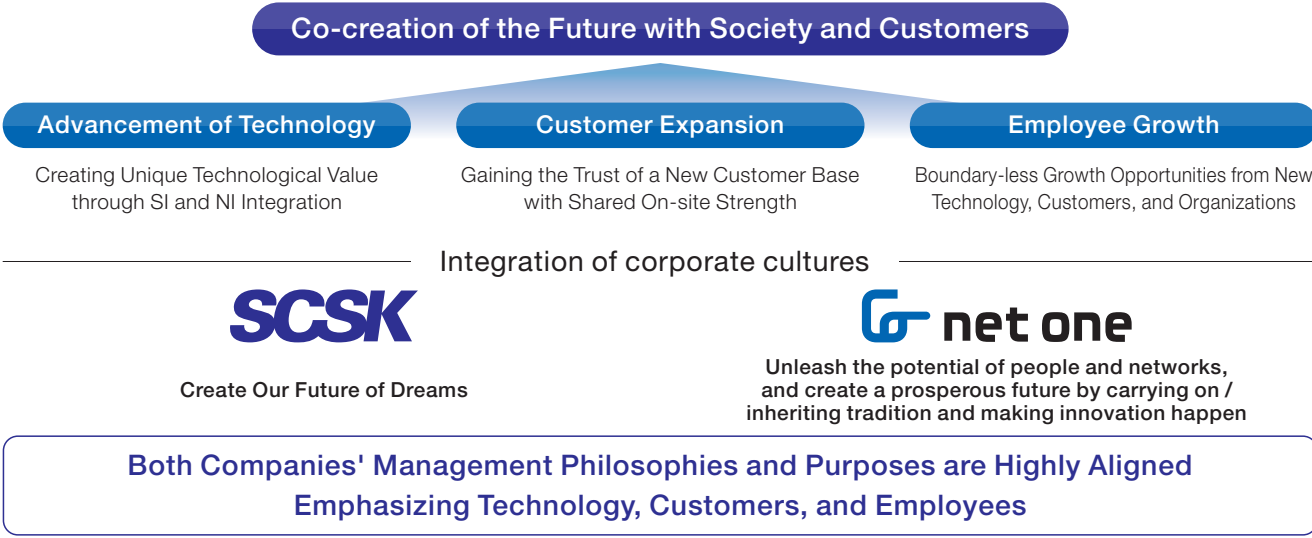 Co-creation of the Future with Society and Customers
Advancement of Technology
Customer Expansion
Employee Growth
Creating Unique Technological Value
through SI and NI Integration
Gaining the Trust of a New Customer Base
with Shared On-site Strength
Boundary-less Growth Opportunities from New
Technology, Customers, and Organizations
Integration of corporate cultures
SCSK
Create Our Future of Dreams
net one
Unleash the potential of people and networks,
and create a prosperous future by carrying on /
inheriting tradition and making innovation happen
Both Companies' Management Philosophies and Purposes are Highly Aligned
Emphasizing Technology, Customers, and Employees